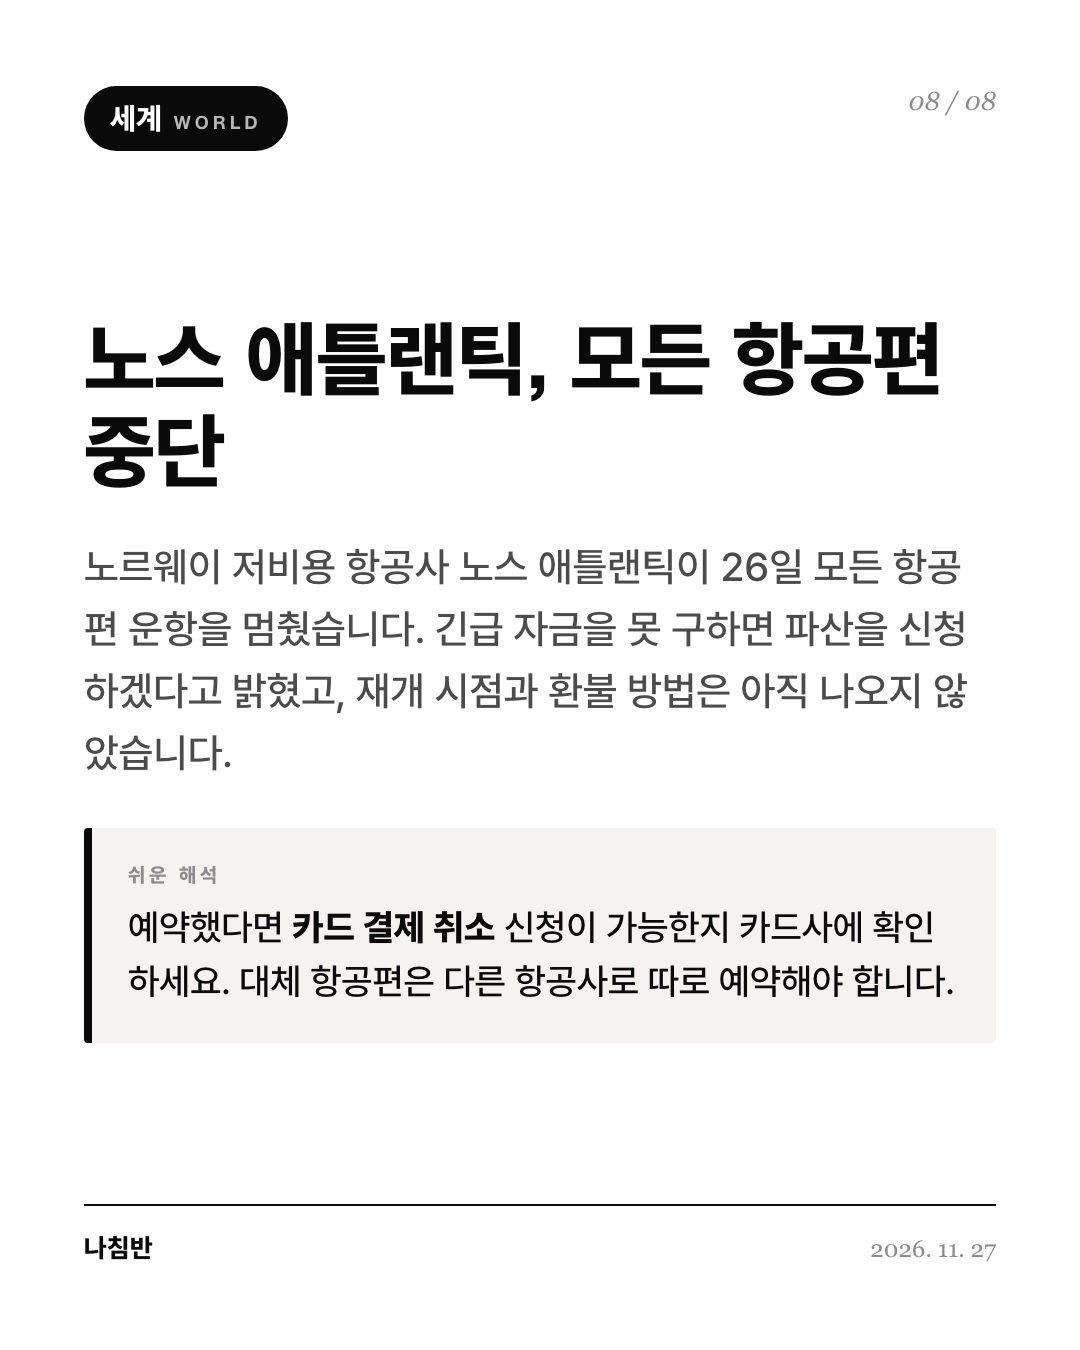 세계 WORLD
08 / 08
노스 애틀랜틱, 모든 항공편
중단
노르웨이 저비용 항공사 노스 애틀랜틱이 26일 모든 항공
편 운항을 멈췄습니다. 긴급 자금을 못 구하면 파산을 신청
하겠다고 밝혔고, 재개 시점과 환불 방법은 아직 나오지 않
았습니다.
쉬운 해석
예약했다면 카드 결제 취소 신청이 가능한지 카드사에 확인
하세요. 대체 항공편은 다른 항공사로 따로 예약해야 합니다.
나침반
2026. 11. 27